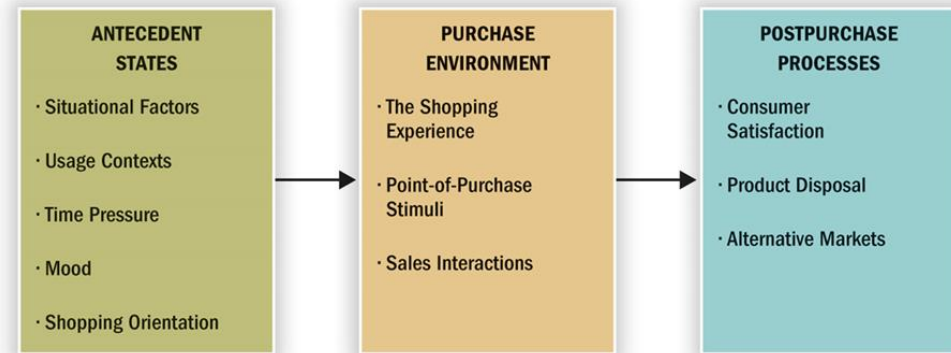 ANTECEDENT
STATES
· Situational Factors
· Usage Contexts
· Time Pressure
· Mood
· Shopping Orientation
PURCHASE
ENVIRONMENT
· The Shopping
Experience
· Point-of-Purchase
Stimuli
· Sales Interactions
POSTPURCHASE
PROCESSES
· Consumer
Satisfaction
· Product Disposal
· Alternative Markets